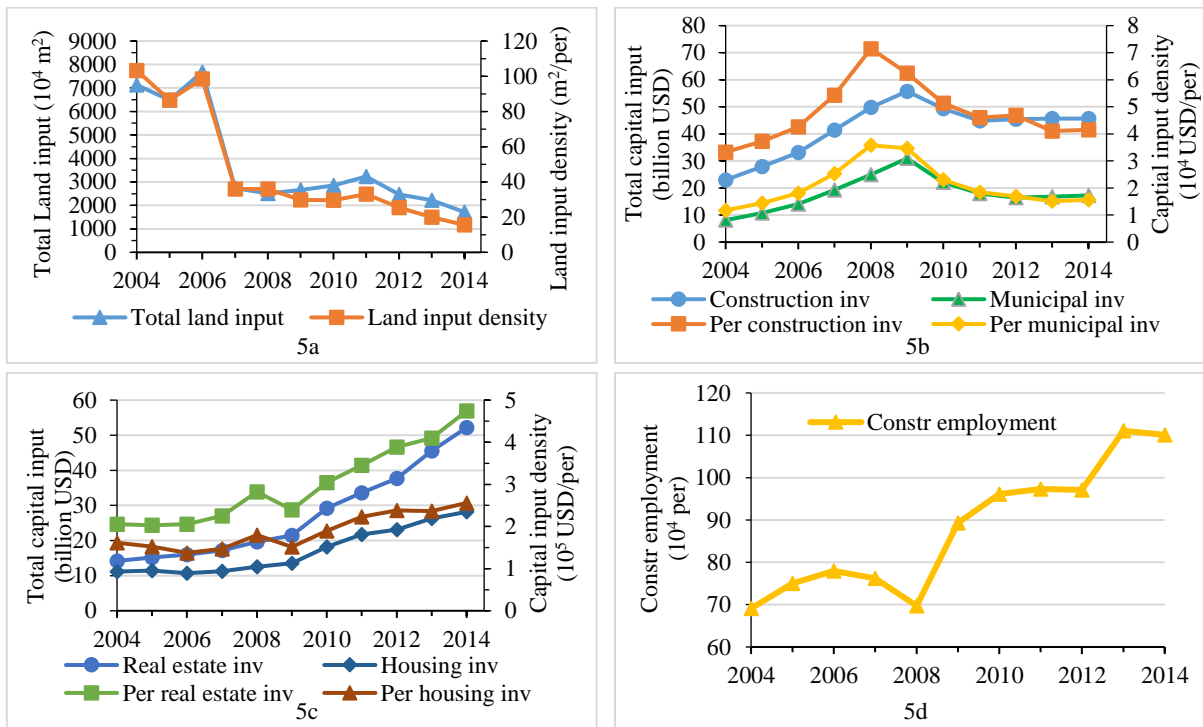 Total Land input (10⁴ m²)
9000
8000
7000
6000
5000
4000
3000
2000
1000
0
120
100
80
60
40
20
0
Land input density (m²/per)
2004 2006 2008 2010 2012 2014
Total land input Land input density
5a
Total capital input
(billion USD)
80
70
60
50
40
30
20
10
0
8
7
6
5
4
3
2
1
0
Captial input density
(10⁴ USD/per)
2004 2006 2008 2010 2012 2014
Construction inv Municipal inv
Per construction inv Per municipal inv
5b
Total capital input
(billion USD)
60
50
40
30
20
10
0
5
4
3
2
1
0
Capital input density
(10⁵ USD/per)
2004 2006 2008 2010 2012 2014
Real estate inv Housing inv
Per real estate inv Per housing inv
5c
Constr employment
(10⁴ per)
120
110
100
90
80
70
60
Constr employment
2004 2006 2008 2010 2012 2014
5d